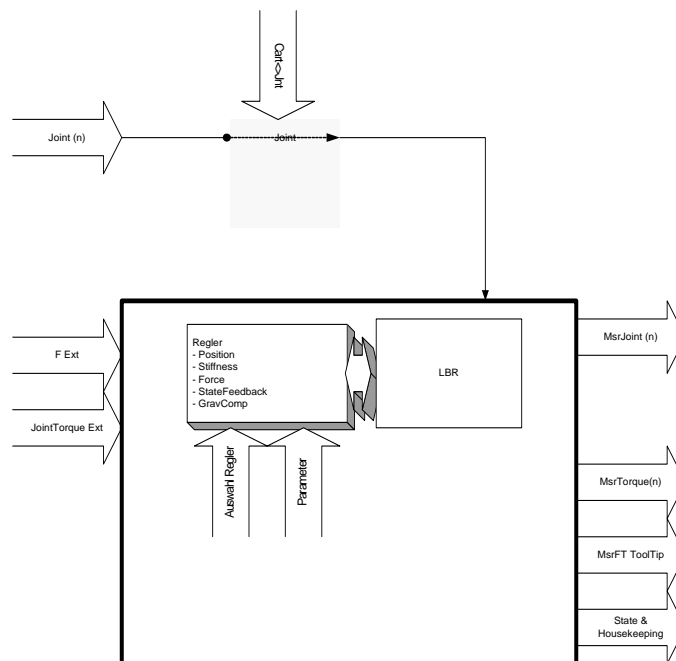 Cart<>Jnt
Joint (n)
Joint
F Ext
JointTorque Ext
Regler
- Position
- Stiffness
- Force
- StateFeedback
- GravComp
LBR
Auswahl Regler
Parameter
MsrJoint (n)
MsrTorque(n)
MsrFT ToolTip
State &
Housekeeping